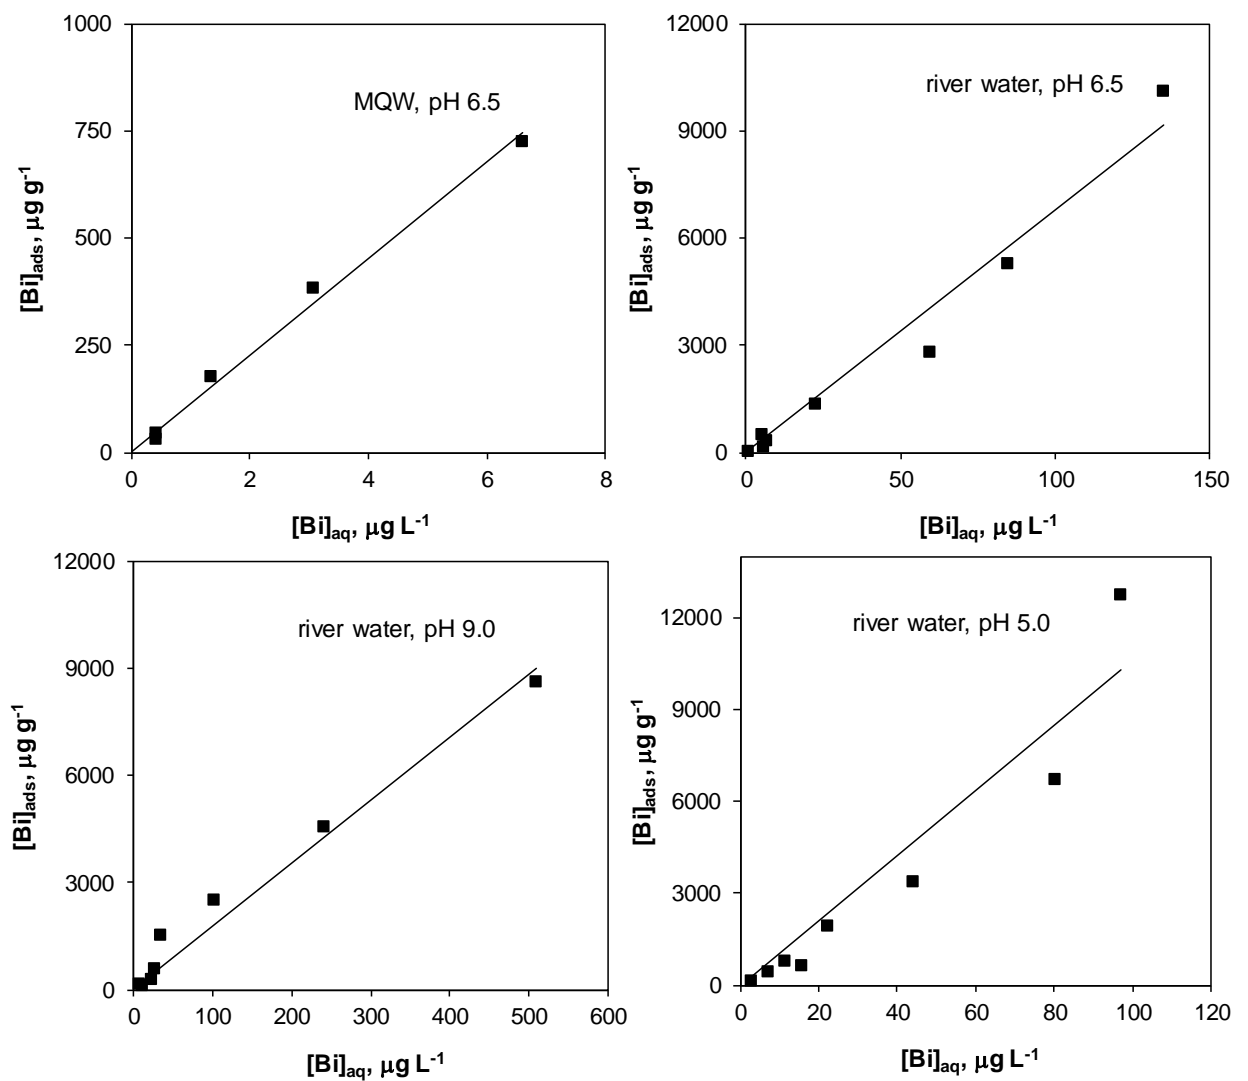 1000
750
500
250
0
[Bi]ads, μg g-1
MQW, pH 6.5
0 2 4 6 8
[Bi]aq, μg L-1
12000
9000
6000
3000
0
[Bi]ads, μg g-1
river water, pH 6.5
0 50 100 150
[Bi]aq, μg L-1
12000
9000
6000
3000
0
[Bi]ads, μg g-1
river water, pH 9.0
0 100 200 300 400 500 600
[Bi]aq, μg L-1
12000
9000
6000
3000
0
[Bi]ads, μg g-1
river water, pH 5.0
0 20 40 60 80 100 120
[Bi]aq, μg L-1